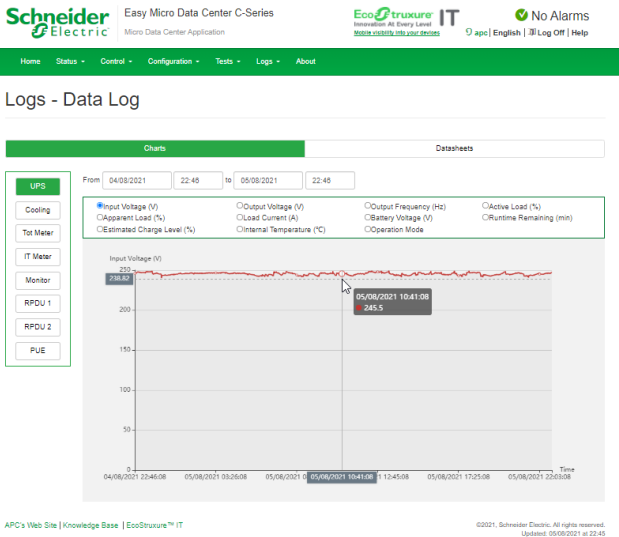 Schneider Electric
Easy Micro Data Center C-Series
Micro Data Center Application
EcoStruxure IT
Innovation At Every Level
Mobile visibility into your devices
No Alarms
apc | English | Log Off | Help
Home Status Control Configuration Tests Logs About
Logs - Data Log
Charts Datasheets
UPS
Cooling
Tot Meter
IT Meter
Monitor
RPDU 1
RPDU 2
PUE
From 04/08/2021 22:46 to 05/08/2021 22:46
Input Voltage (V) Output Voltage (V) Output Frequency (Hz) Active Load (%)
Apparent Load (%) Load Current (A) Battery Voltage (V) Runtime Remaining (min)
Estimated Charge Level (%) Internal Temperature (°C) Operation Mode
Input Voltage (V)
250
238.82
05/08/2021 10:41:08
245.5
200
150
100
50
0
Time
04/08/2021 22:46:08 05/08/2021 03:26:08 05/08/2021 0 05/08/2021 10:41:08 1 12:45:08 05/08/2021 17:25:08 05/08/2021 22:03:08
APC's Web Site | Knowledge Base | EcoStruxure™ IT
©2021, Schneider Electric. All rights reserved.
Updated: 05/08/2021 at 22:45